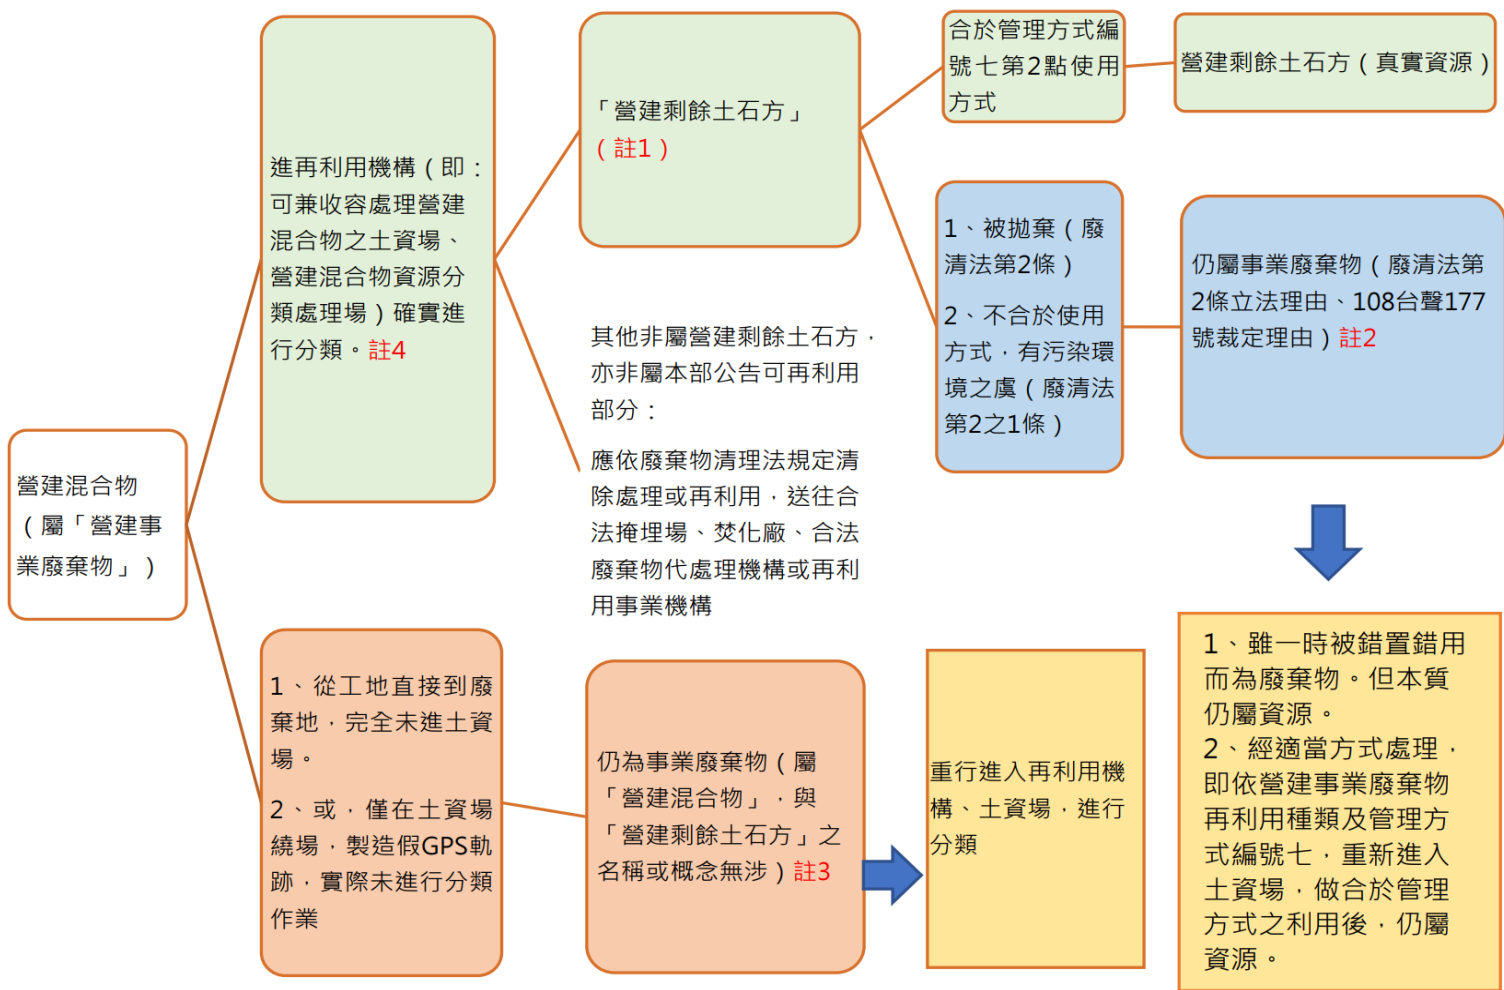 營建混合物
（屬「營建事
業廢棄物」）
進再利用機構（即：
可兼收容處理營建
混合物之土資場、
營建混合物資源分
類處理場）確實進
行分類。註4
「營建剩餘土石方」
（註1）
合於管理方式編
號七第2點使用
方式
營建剩餘土石方（真實資源）
1、被拋棄（廢
清法第2條）
2、不合於使用
方式，有污染環
境之虞（廢清法
第2之1條）
仍屬事業廢棄物（廢清法第
2條立法理由、108台聲177
號裁定理由）註2
其他非屬營建剩餘土石方，
亦非屬本部公告可再利用
部分：
應依廢棄物清理法規定清
除處理或再利用，送往合
法掩埋場、焚化廠、合法
廢棄物代處理機構或再利
用事業機構
1、從工地直接到廢
棄地，完全未進土資
場。
2、或，僅在土資場
繞場，製造假GPS軌
跡，實際未進行分類
作業
仍為事業廢棄物（屬
「營建混合物」，與
「營建剩餘土石方」之
名稱或概念無涉）註3
重行進入再利用機
構、土資場，進行
分類
1、雖一時被錯置錯用
而為廢棄物。但本質
仍屬資源。
2、經適當方式處理，
即依營建事業廢棄物
再利用種類及管理方
式編號七，重新進入
土資場，做合於管理
方式之利用後，仍屬
資源。